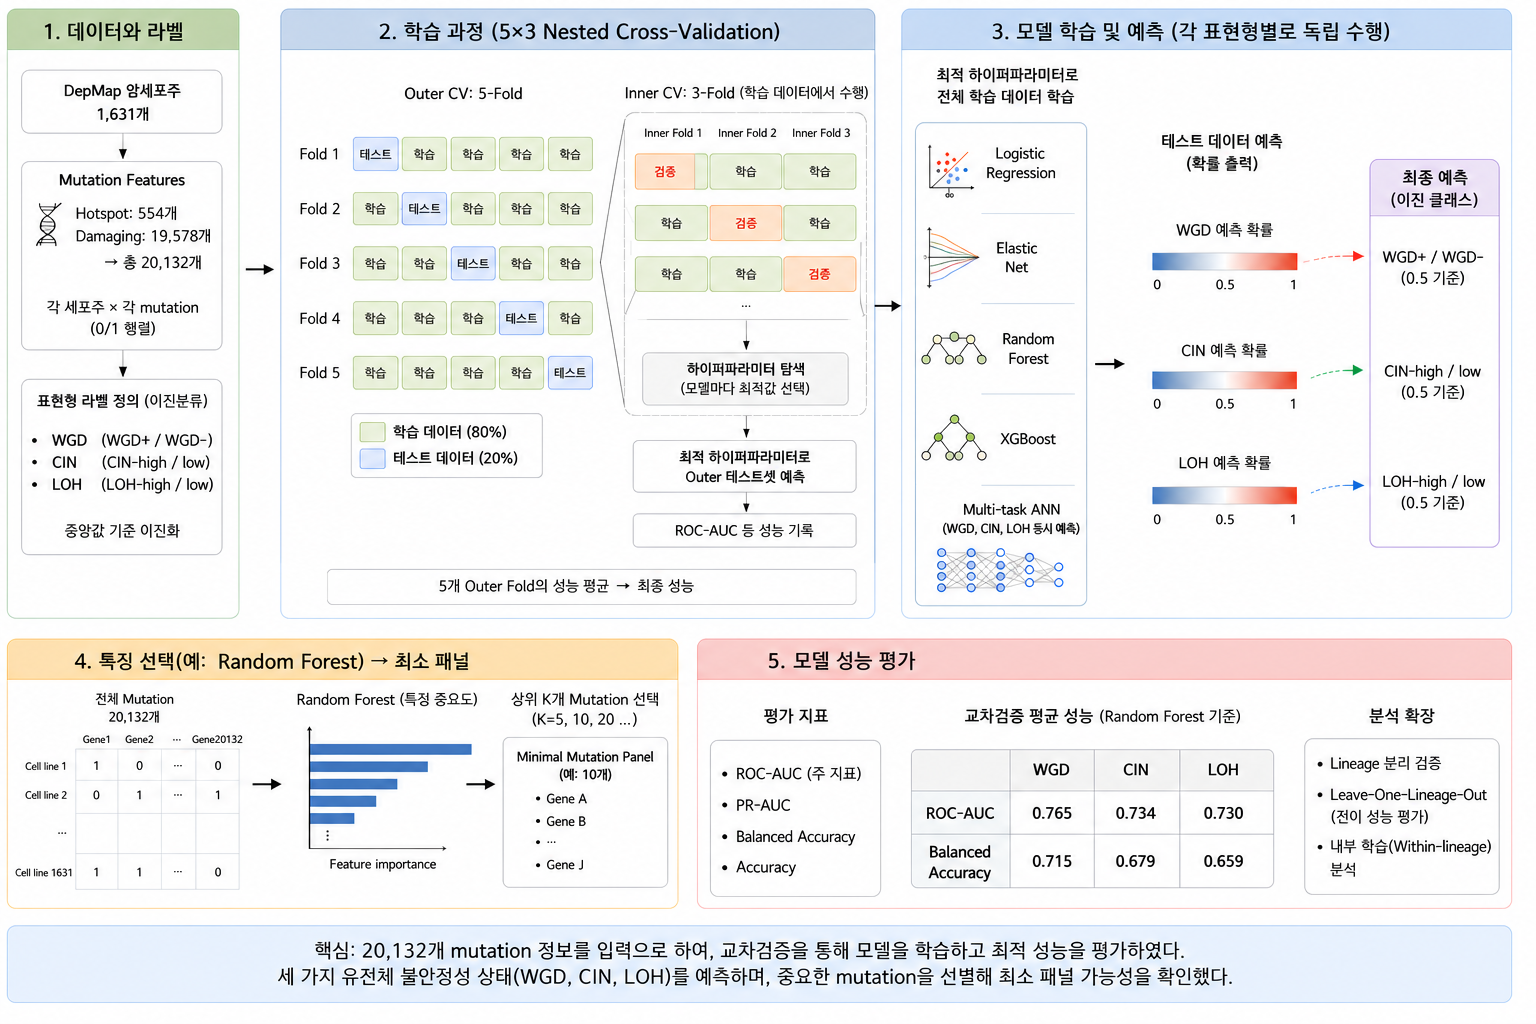 1. 데이터와 라벨
DepMap 암세포주
1,631개
Mutation Features
Hotspot: 554개
Damaging: 19,578개
→ 총 20,132개
각 세포주 × 각 mutation
(0/1 행렬)
표현형 라벨 정의 (이진분류)
• WGD (WGD+ / WGD–)
• CIN (CIN-high / low)
• LOH (LOH-high / low)
중앙값 기준 이진화
2. 학습 과정 (5×3 Nested Cross-Validation)
Outer CV: 5-Fold
Fold 1 테스트 학습 학습 학습 학습
Fold 2 학습 테스트 학습 학습 학습
Fold 3 학습 학습 테스트 학습 학습
Fold 4 학습 학습 학습 테스트 학습
Fold 5 학습 학습 학습 학습 테스트
학습 데이터 (80%)
테스트 데이터 (20%)
Inner CV: 3-Fold (학습 데이터에서 수행)
Inner Fold 1 Inner Fold 2 Inner Fold 3
검증 학습 학습
학습 검증 학습
학습 학습 검증
...
하이퍼파라미터 탐색
(모델마다 최적값 선택)
최적 하이퍼파라미터로
Outer 테스트셋 예측
ROC-AUC 등 성능 기록
5개 Outer Fold의 성능 평균 → 최종 성능
3. 모델 학습 및 예측 (각 표현형별로 독립 수행)
최적 하이퍼파라미터로
전체 학습 데이터 학습
Logistic
Regression
Elastic
Net
Random
Forest
XGBoost
Multi-task ANN
(WGD, CIN, LOH 동시 예측)
테스트 데이터 예측
(확률 출력)
WGD 예측 확률
0 0.5 1
CIN 예측 확률
0 0.5 1
LOH 예측 확률
0 0.5 1
최종 예측
(이진 클래스)
WGD+ / WGD–
(0.5 기준)
CIN-high / low
(0.5 기준)
LOH-high / low
(0.5 기준)
4. 특징 선택(예: Random Forest) → 최소 패널
전체 Mutation
20,132개
Gene1 Gene2 ... Gene20132
Cell line 1 1 0 ... 0
Cell line 2 0 1 ... 1
...
Cell line 1631 1 1 ... 0
Random Forest (특정 중요도)
⋮
Feature importance
상위 K개 Mutation 선택
(K=5, 10, 20 ...)
Minimal Mutation Panel
(예: 10개)
• Gene A
• Gene B
• ...
• Gene J
5. 모델 성능 평가
평가 지표
• ROC-AUC (주 지표)
• PR-AUC
• Balanced Accuracy
• Accuracy
교차검증 평균 성능 (Random Forest 기준)
WGD CIN LOH
ROC-AUC 0.765 0.734 0.730
Balanced
Accuracy 0.715 0.679 0.659
분석 확장
• Lineage 분리 검증
• Leave-One-Lineage-Out
(전이 성능 평가)
• 내부 학습(Within-lineage)
분석
핵심: 20,132개 mutation 정보를 입력으로 하여, 교차검증을 통해 모델을 학습하고 최적 성능을 평가하였다.
세 가지 유전체 불안정성 상태(WGD, CIN, LOH)를 예측하며, 중요한 mutation을 선별해 최소 패널 가능성을 확인했다.